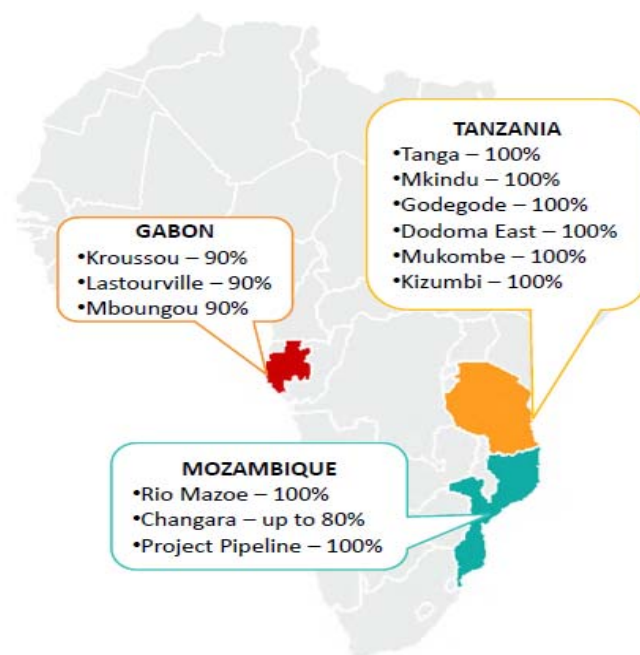 TANZANIA
•Tanga – 100%
•Mkindu – 100%
•Godegode – 100%
•Dodoma East – 100%
•Mukombe – 100%
•Kizumbi – 100%
GABON
•Kroussou – 90%
•Lastourville – 90%
•Mboungou 90%
MOZAMBIQUE
•Rio Mazoe – 100%
•Changara – up to 80%
•Project Pipeline – 100%